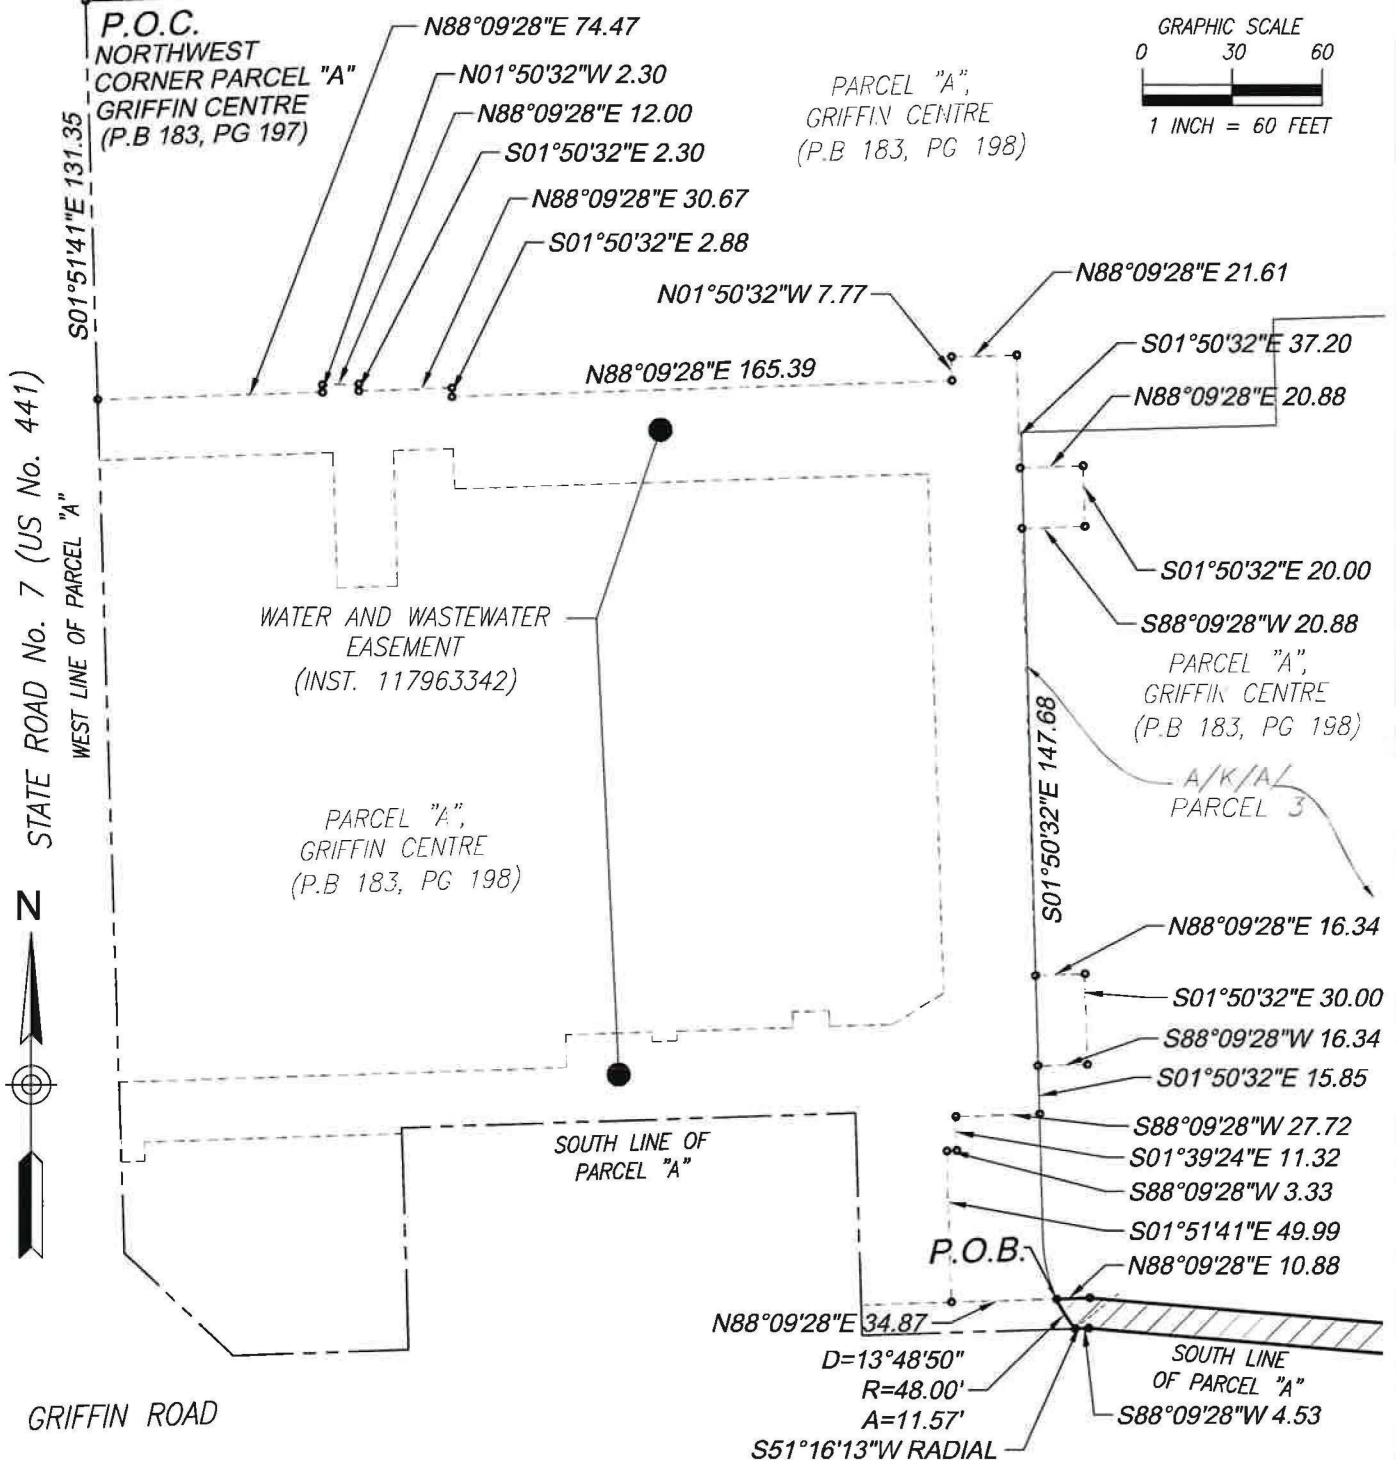 P.O.C.
NORTHWEST
CORNER PARCEL "A"
GRIFFIN CENTRE
(P.B 183, PG 197)
N88°09'28"E 74.47
N01°50'32"W 2.30
N88°09'28"E 12.00
S01°50'32"E 2.30
N88°09'28"E 30.67
S01°50'32"E 2.88
PARCEL "A",
GRIFFIN CENTRE
(P.B 183, PG 198)
GRAPHIC SCALE
0 30 60
1 INCH = 60 FEET
S01°51'41"E 131.35
N01°50'32"W 7.77
N88°09'28"E 21.61
N88°09'28"E 165.39
S01°50'32"E 37.20
N88°09'28"E 20.88
S01°50'32"E 20.00
S88°09'28"W 20.88
STATE ROAD No. 7 (US No. 441)
WEST LINE OF PARCEL "A"
WATER AND WASTEWATER
EASEMENT
(INST. 117963342)
PARCEL "A",
GRIFFIN CENTRE
(P.B 183, PG 198)
A/K/A/
PARCEL 3
S01°50'32"E 147.68
PARCEL "A",
GRIFFIN CENTRE
(P.B 183, PG 198)
N
N88°09'28"E 16.34
S01°50'32"E 30.00
S88°09'28"W 16.34
S01°50'32"E 15.85
S88°09'28"W 27.72
S01°39'24"E 11.32
S88°09'28"W 3.33
S01°51'41"E 49.99
SOUTH LINE OF
PARCEL "A"
P.O.B.
N88°09'28"E 10.88
N88°09'28"E 34.87
D=13°48'50"
R=48.00'
A=11.57'
S51°16'13"W RADIAL
SOUTH LINE
OF PARCEL "A"
S88°09'28"W 4.53
GRIFFIN ROAD